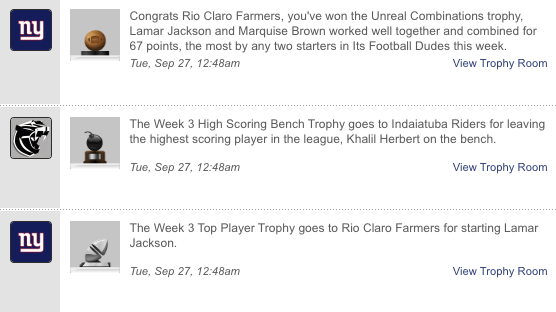 ny
Congrats Rio Claro Farmers, you've won the Unreal Combinations trophy,
Lamar Jackson and Marquise Brown worked well together and combined for
67 points, the most by any two starters in Its Football Dudes this week.
Tue, Sep 27, 12:48am View Trophy Room
The Week 3 High Scoring Bench Trophy goes to Indaiatuba Riders for leaving
the highest scoring player in the league, Khalil Herbert on the bench.
Tue, Sep 27, 12:48am View Trophy Room
ny
The Week 3 Top Player Trophy goes to Rio Claro Farmers for starting Lamar
Jackson.
Tue, Sep 27, 12:48am View Trophy Room